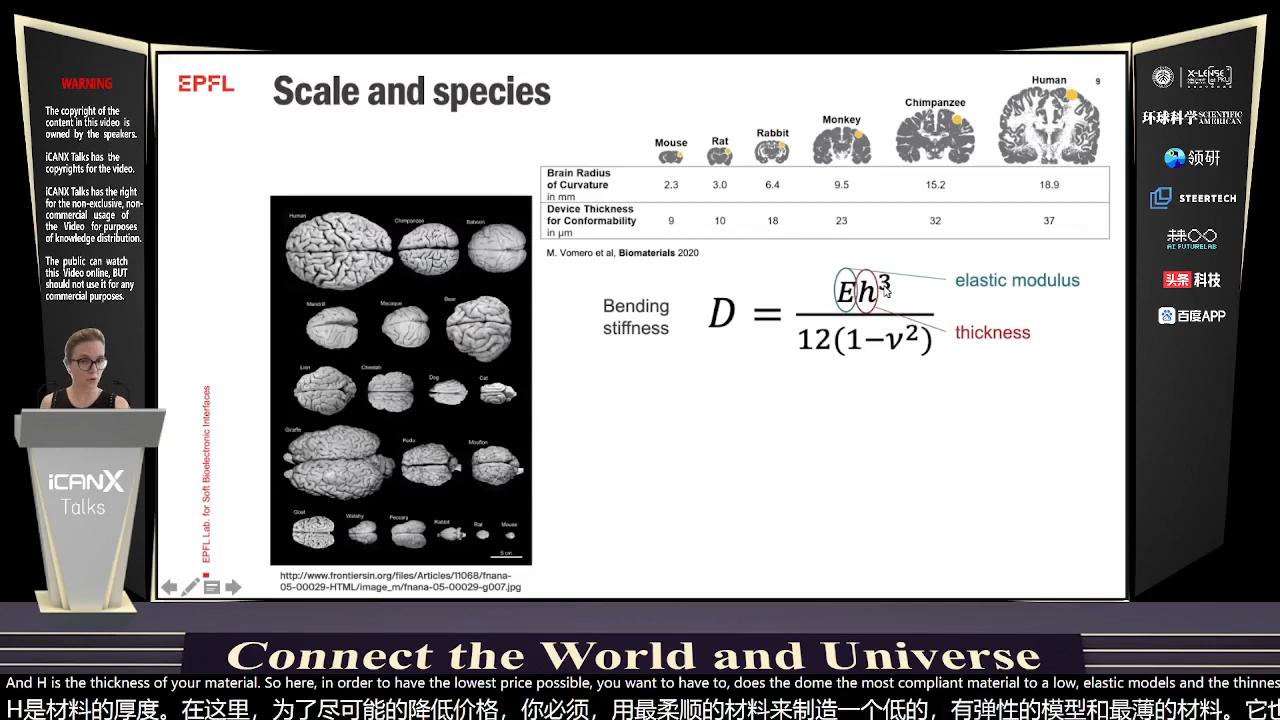 WARNING
The copyright of the
content in this video is
owned by the speakers.
iCANX Talks has the
copyrights for the video.
iCANX Talks has the right
for the non-exclusive, non-
commercial usage of
the Video for purposes
of knowledge distribution.
The public can watch
this Video online, BUT
should not use it for any
commercial purposes.
EPFL
Scale and species
9
Mouse Rat Rabbit Monkey Chimpanzee Human
Brain Radius
of Curvature
in mm
2.3 3.0 6.4 9.5 15.2 18.9
Device Thickness
for Conformability
in µm
9 10 18 23 32 37
M. Vomero et al, Biomaterials 2020
Bending
stiffness
D = Eh³ / 12(1−ν²)
elastic modulus
thickness
Human Chimpanzee Baboon
Mandrill Macaque Bear
Lion Cheetah Dog Cat
Giraffe Kudu Mouflon
Goat Wallaby Peccary Rabbit Rat Mouse
5 cm
http://www.frontiersin.org/files/Articles/11068/fnana-
05-00029-HTML/image_m/fnana-05-00029-g007.jpg
EPFL Lab. for Soft Bioelectronic Interfaces
iCANX
Talks
环球科学 SCIENTIFIC AMERICAN
领研
STEERTECH
AI FUTURELAB
头条 科技
百度APP
Connect the World and Universe
And H is the thickness of your material. So here, in order to have the lowest price possible, you want to have to, does the dome the most compliant material to a low, elastic models and the thinnes
H是材料的厚度。在这里，为了尽可能的降低价格，你必须，用最柔顺的材料来制造一个低的，有弹性的模型和最薄的材料。它也